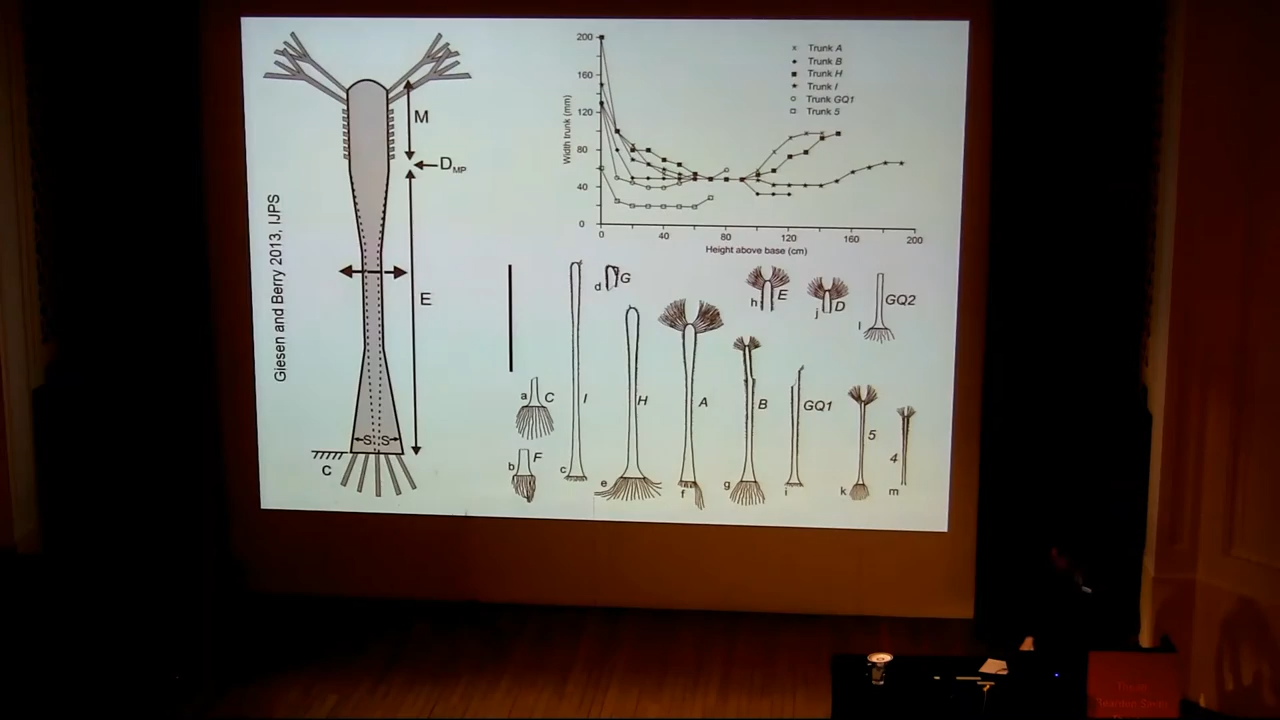 Giesen and Berry 2013, IJPS
M
D MP
E
S S
C
Width trunk (mm)
200
160
120
80
40
0
Trunk A
Trunk B
Trunk H
Trunk I
Trunk GQ1
Trunk 5
0 40 80 120 160 200
Height above base (cm)
d G
h E
j D
l GQ2
a C
b F
c I
e H
f A
g B
i GQ1
k 5
m 4